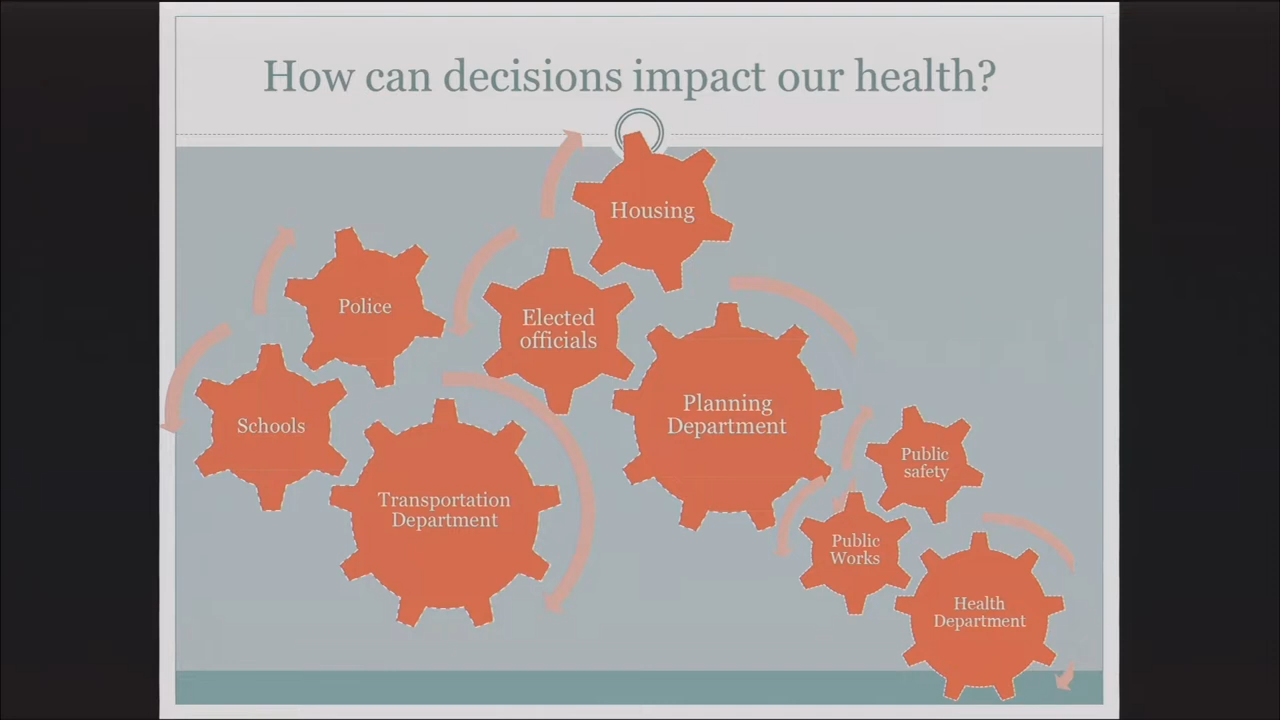 How can decisions impact our health?
Housing
Police
Elected
officials
Planning
Department
Schools
Public
safety
Transportation
Department
Public
Works
Health
Department